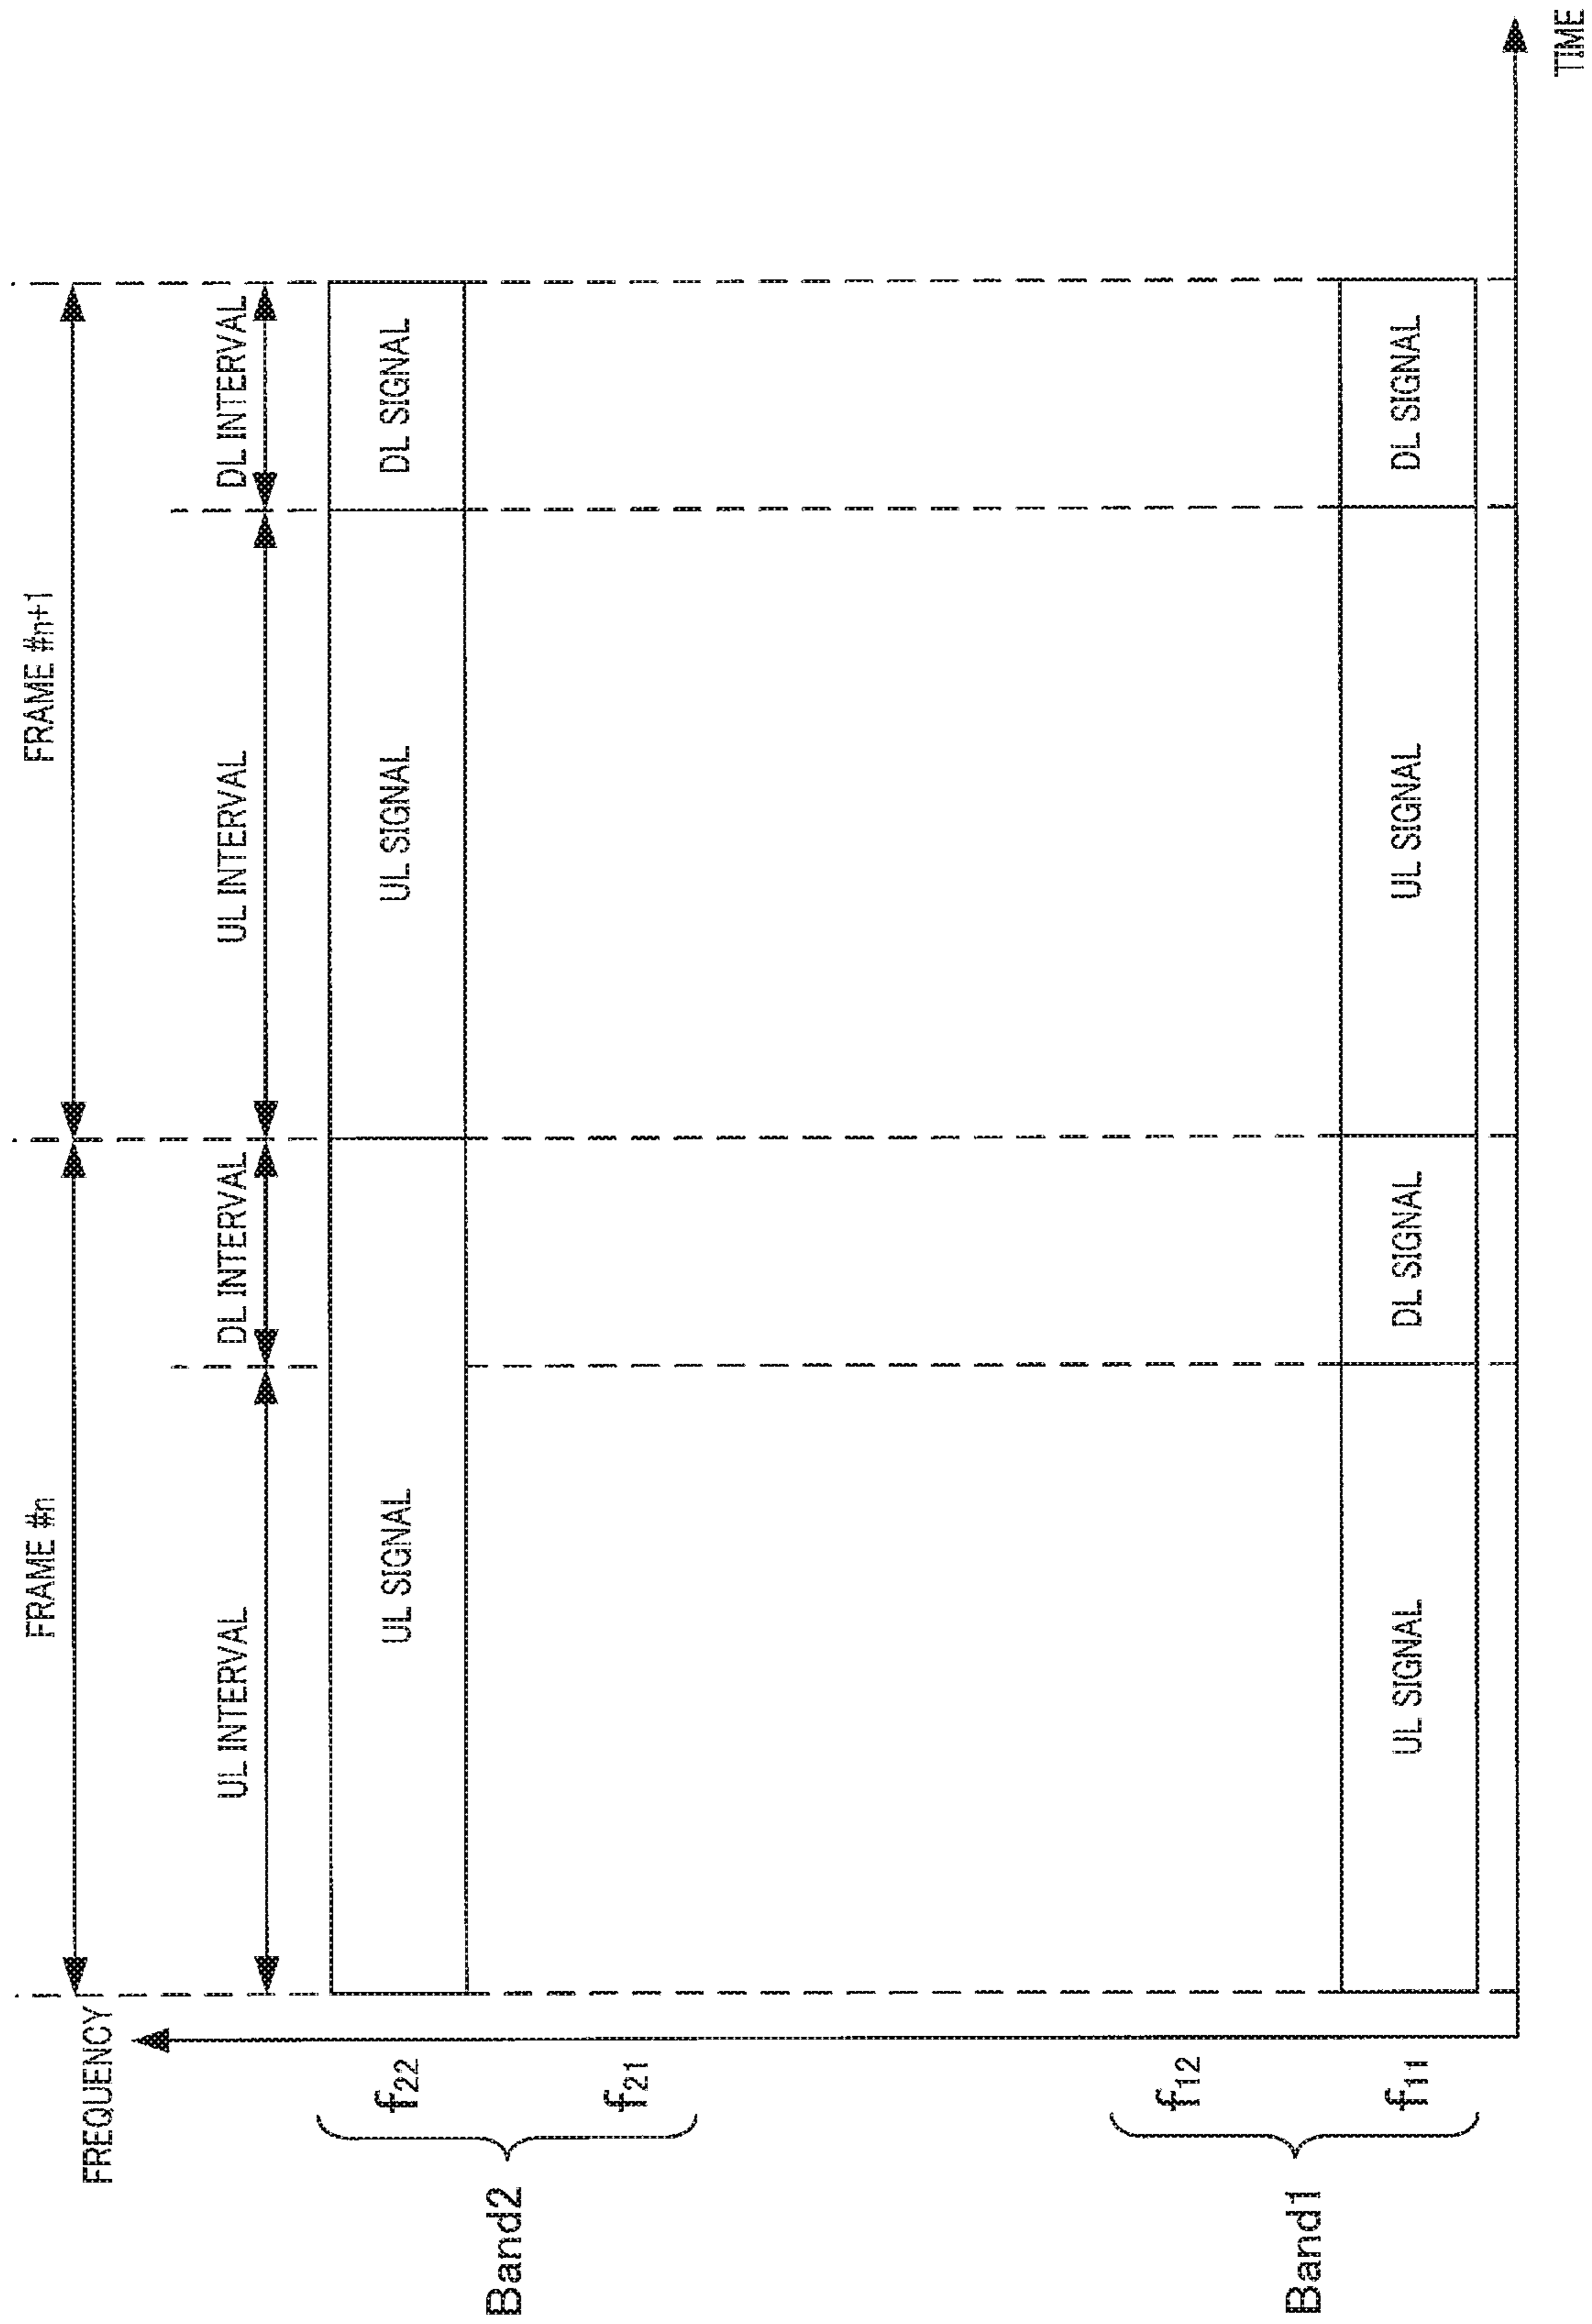 FREQUENCY
FRAME #n
FRAME #n+1
UL INTERVAL
DL INTERVAL
UL INTERVAL
DL INTERVAL
Band2
f22
UL SIGNAL
UL SIGNAL
DL SIGNAL
f21
Band1
f12
f11
UL SIGNAL
DL SIGNAL
UL SIGNAL
DL SIGNAL
TIME